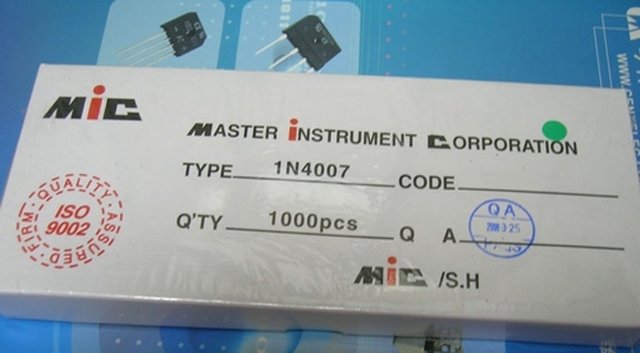 MiC
MASTER INSTRUMENT CORPORATION
TYPE 1N4007 CODE
Q'TY 1000pcs Q A
QUALITY ASSURED FIRM
ISO
9002
QA
2008·3·25
MiC /S.H